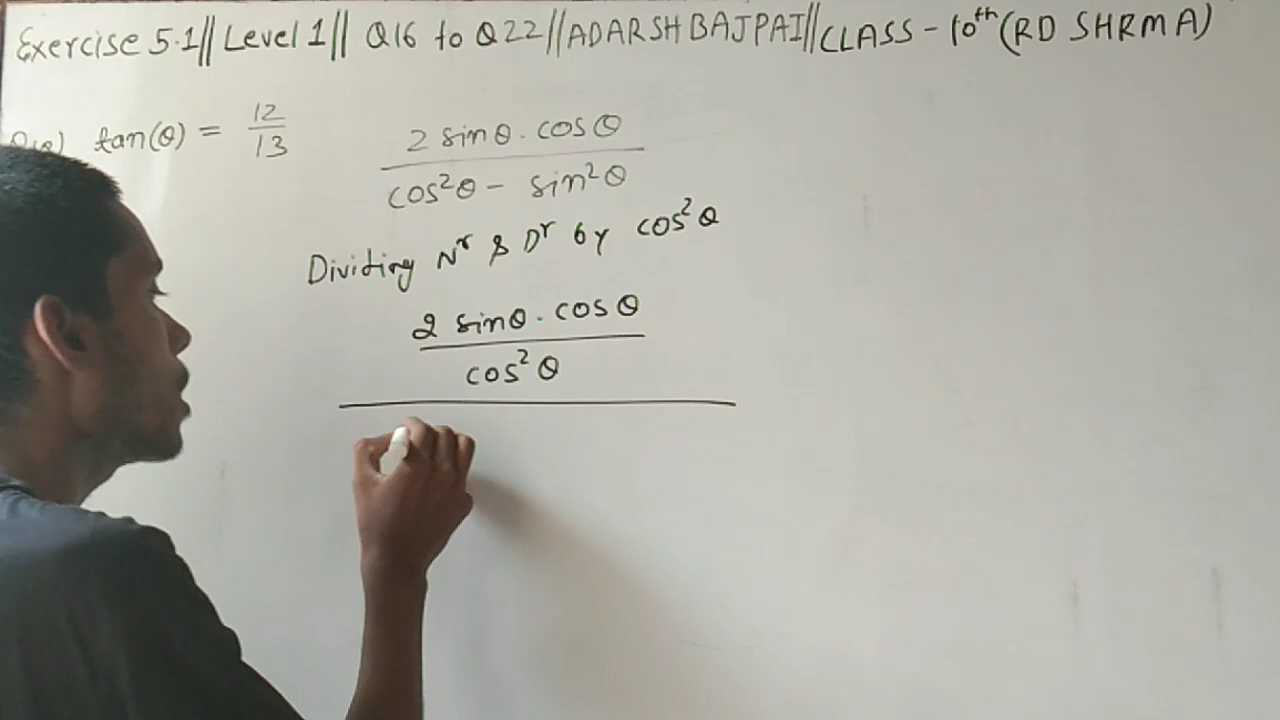 Exercise 5.1|| Level 1|| Q16 to Q22||ADARSH BAJPAI||CLASS - 10th (RD SHRMA)
tan(θ) = 12/13
2 sinθ . cosθ
cos²θ - sin²θ
Dividing Nʳ & Dʳ by cos²θ
2 sinθ . cosθ
cos²θ